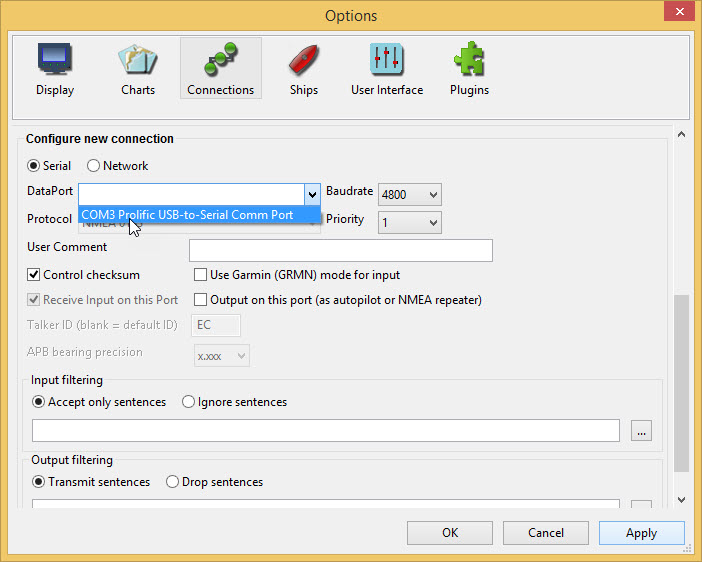 Options
Display
Charts
Connections
Ships
User Interface
Plugins
Configure new connection
Serial
Network
DataPort
Baudrate
4800
COM3 Prolific USB-to-Serial Comm Port
Protocol
Priority
1
User Comment
Control checksum
Use Garmin (GRMN) mode for input
Receive Input on this Port
Output on this port (as autopilot or NMEA repeater)
Talker ID (blank = default ID)
EC
APB bearing precision
x.xxx
Input filtering
Accept only sentences
Ignore sentences
...
Output filtering
Transmit sentences
Drop sentences
OK
Cancel
Apply